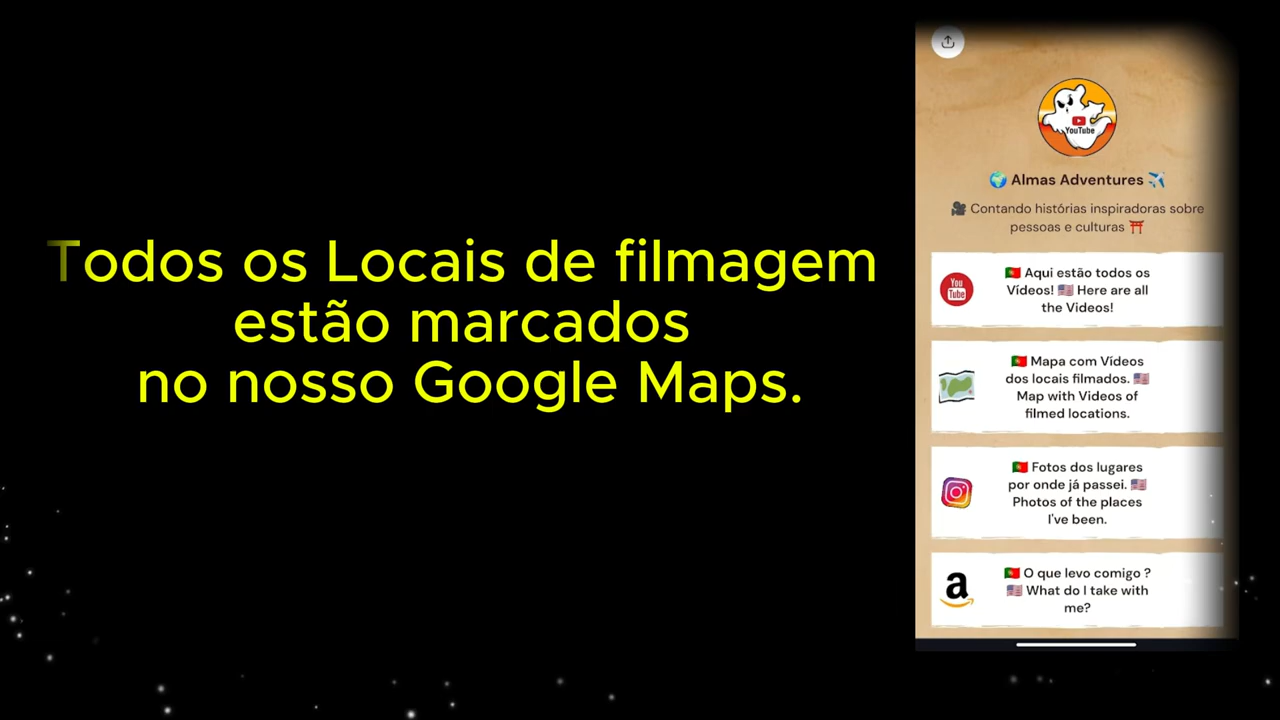 Todos os Locais de filmagem
estão marcados
no nosso Google Maps.
YouTube
🌍 Almas Adventures ✈️
🎥 Contando histórias inspiradoras sobre
pessoas e culturas ⛩️
You
Tube
🇵🇹 Aqui estão todos os
Vídeos! 🇺🇸 Here are all
the Videos!
🇵🇹 Mapa com Vídeos
dos locais filmados. 🇺🇸
Map with Videos of
filmed locations.
🇵🇹 Fotos dos lugares
por onde já passei. 🇺🇸
Photos of the places
I've been.
a
🇵🇹 O que levo comigo ?
🇺🇸 What do I take with
me?